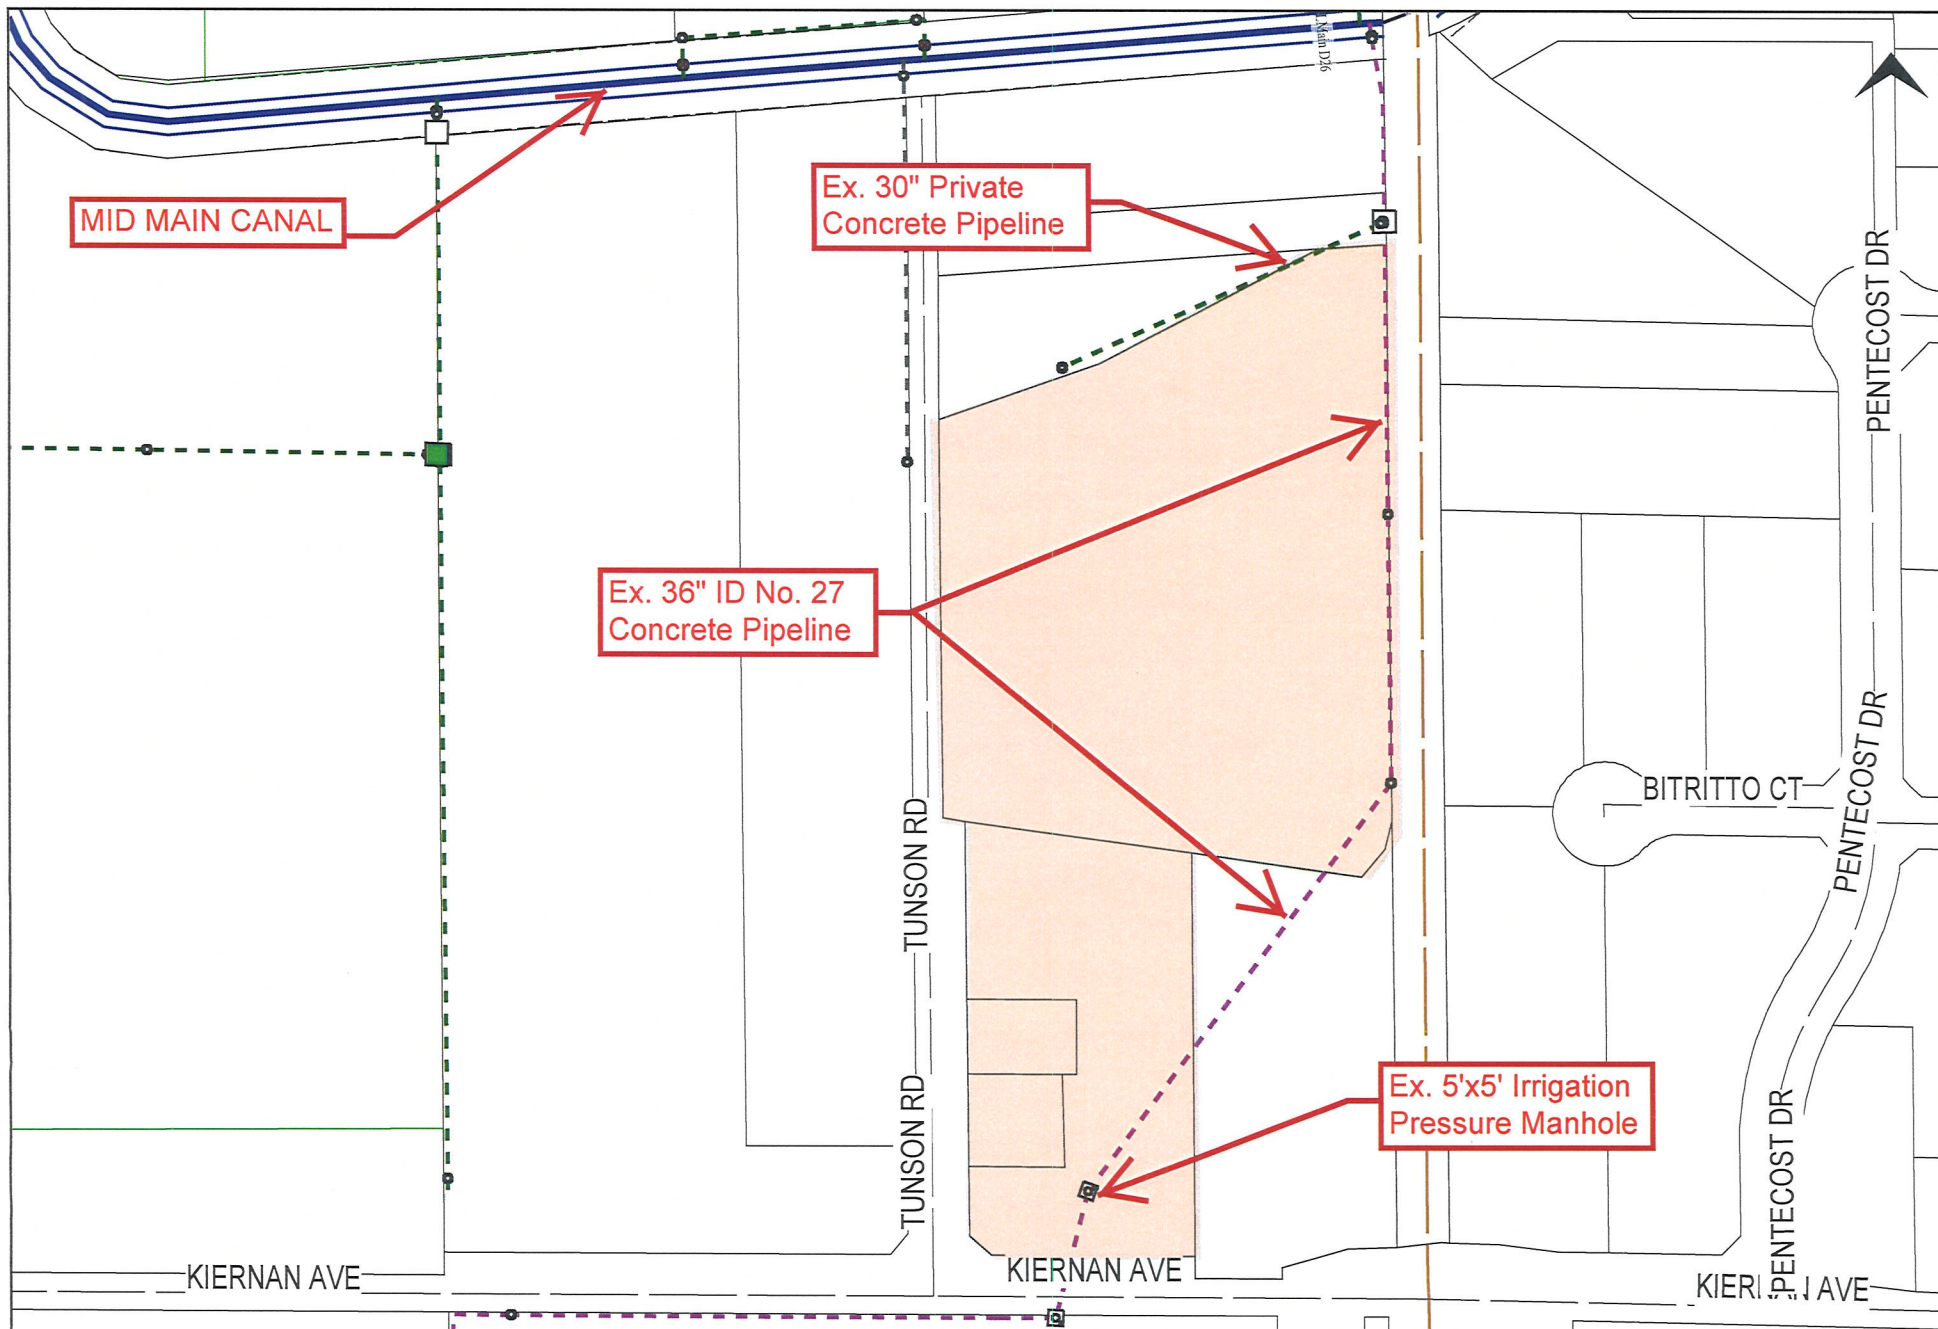 L Main D26
MID MAIN CANAL
Ex. 30" Private
Concrete Pipeline
PENTECOST DR
Ex. 36" ID No. 27
Concrete Pipeline
PENTECOST DR
BITRITTO CT
TUNSON RD
TUNSON RD
Ex. 5'x5' Irrigation
Pressure Manhole
PENTECOST DR
KIERNAN AVE
KIERNAN AVE
AVE